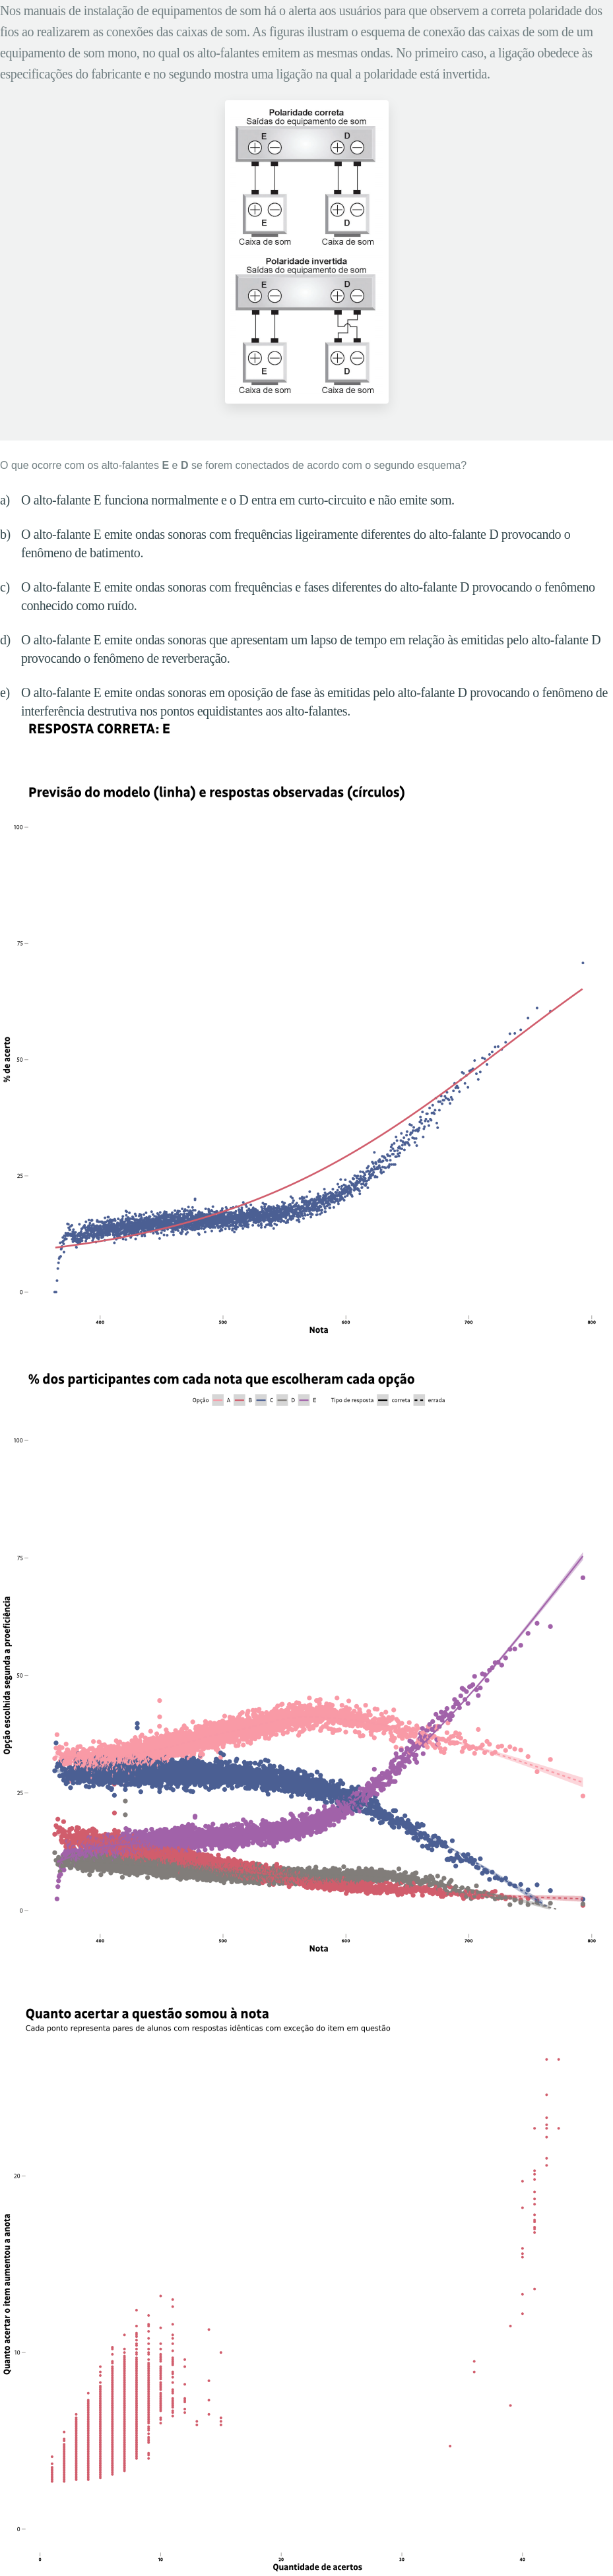 Nos manuais de instalação de equipamentos de som há o alerta aos usuários para que observem a correta polaridade dos
fios ao realizarem as conexões das caixas de som. As figuras ilustram o esquema de conexão das caixas de som de um
equipamento de som mono, no qual os alto-falantes emitem as mesmas ondas. No primeiro caso, a ligação obedece às
especificações do fabricante e no segundo mostra uma ligação na qual a polaridade está invertida.
Polaridade correta
Saídas do equipamento de som
E D
+ − + −
+ − + −
E D
Caixa de som Caixa de som
Polaridade invertida
Saídas do equipamento de som
E D
+ − + −
+ − + −
E D
Caixa de som Caixa de som
O que ocorre com os alto-falantes E e D se forem conectados de acordo com o segundo esquema?
a) O alto-falante E funciona normalmente e o D entra em curto-circuito e não emite som.
b) O alto-falante E emite ondas sonoras com frequências ligeiramente diferentes do alto-falante D provocando o
fenômeno de batimento.
c) O alto-falante E emite ondas sonoras com frequências e fases diferentes do alto-falante D provocando o fenômeno
conhecido como ruído.
d) O alto-falante E emite ondas sonoras que apresentam um lapso de tempo em relação às emitidas pelo alto-falante D
provocando o fenômeno de reverberação.
e) O alto-falante E emite ondas sonoras em oposição de fase às emitidas pelo alto-falante D provocando o fenômeno de
interferência destrutiva nos pontos equidistantes aos alto-falantes.
RESPOSTA CORRETA: E
Previsão do modelo (linha) e respostas observadas (círculos)
100
75
50
25
0
% de acerto
400 500 600 700 800
Nota
% dos participantes com cada nota que escolheram cada opção
Opção A B C D E Tipo de resposta correta errada
100
75
50
25
0
Opção escolhida segunda a proeficiência
400 500 600 700 800
Nota
Quanto acertar a questão somou à nota
Cada ponto representa pares de alunos com respostas idênticas com exceção do item em questão
20
10
0
Quanto acertar o item aumentou a anota
0 10 20 30 40
Quantidade de acertos